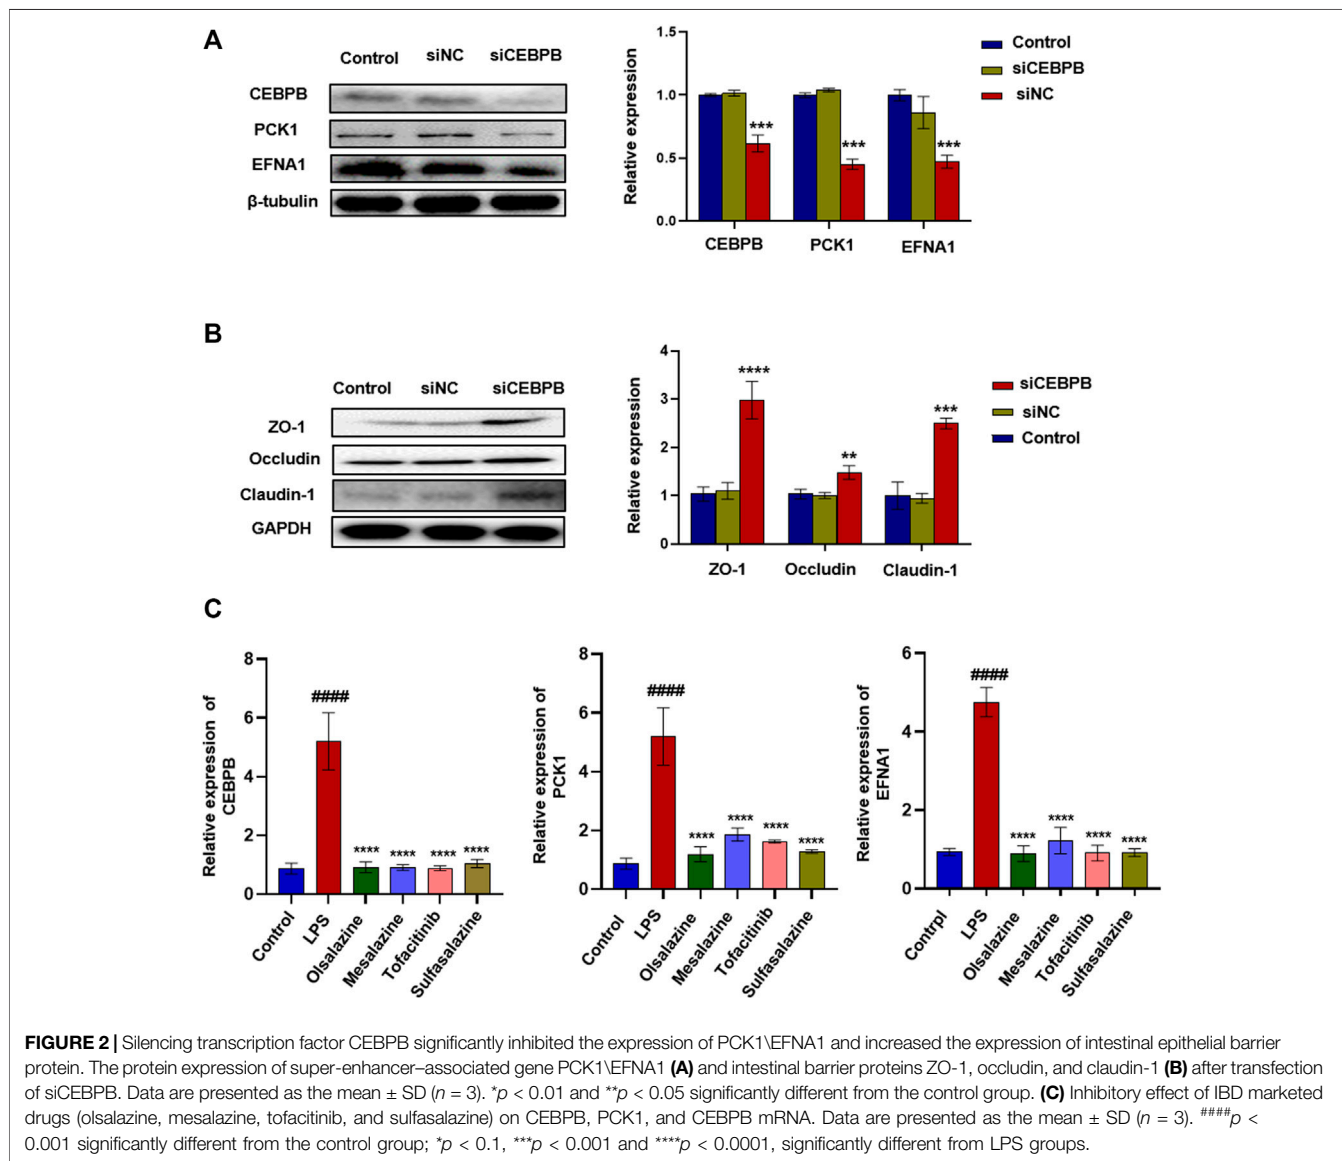 A
Control siNC siCEBPB
CEBPB
PCK1
EFNA1
β-tubulin
Relative expression
1.5
1.0
0.5
0.0
*** *** ***
CEBPB PCK1 EFNA1
Control
siCEBPB
siNC
B
Control siNC siCEBPB
ZO-1
Occludin
Claudin-1
GAPDH
Relative expression
4
3
2
1
0
**** ** ***
ZO-1 Occludin Claudin-1
siCEBPB
siNC
Control
C
Relative expression of
CEBPB
8
6
4
2
0
####
**** **** **** ****
Control LPS Olsalazine Mesalazine Tofacitinib Sulfasalazine
Relative expression of
PCK1
8
6
4
2
0
####
**** **** **** ****
Control LPS Olsalazine Mesalazine Tofacitinib Sulfasalazine
Relative expression of
EFNA1
6
4
2
0
####
**** **** **** ****
Contrpl LPS Olsalazine Mesalazine Tofacitinib Sulfasalazine
FIGURE 2 | Silencing transcription factor CEBPB significantly inhibited the expression of PCK1\EFNA1 and increased the expression of intestinal epithelial barrier
protein. The protein expression of super-enhancer–associated gene PCK1\EFNA1 (A) and intestinal barrier proteins ZO-1, occludin, and claudin-1 (B) after transfection
of siCEBPB. Data are presented as the mean ± SD (n = 3). *p < 0.01 and **p < 0.05 significantly different from the control group. (C) Inhibitory effect of IBD marketed
drugs (olsalazine, mesalazine, tofacitinib, and sulfasalazine) on CEBPB, PCK1, and CEBPB mRNA. Data are presented as the mean ± SD (n = 3). ####p <
0.001 significantly different from the control group; *p < 0.1, ***p < 0.001 and ****p < 0.0001, significantly different from LPS groups.